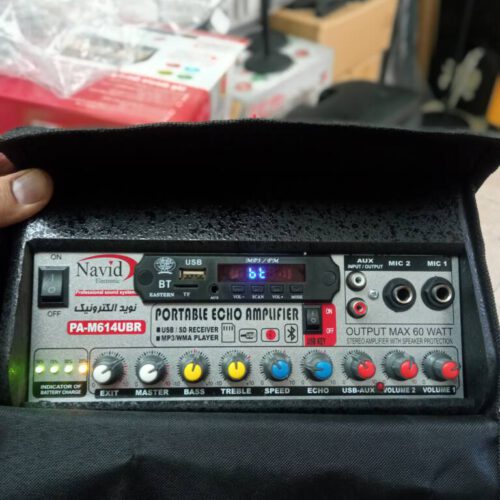 ON
OFF
Navid
Electronic
Professional sound system
نوید الکترونیک
PA-M614UBR
BT
EASTERN
USB
TF
MP3/FM
bt
VOL- SCAN VOL+ MODE
AUX
INPUT/OUTPUT
MIC 2
MIC 1
PORTABLE ECHO AMPLIFIER
■USB/SD RECEIVER
■MP3/WMA PLAYER
ON
OFF
USB KEY
OUTPUT MAX 60 WATT
STEREO AMPLIFIER WITH SPEAKER PROTECTION
INDICATOR OF
BATTERY CHARGE
EXIT
MASTER
BASS
TREBLE
SPEED
ECHO
USB-AUX
VOLUME 2
VOLUME 1